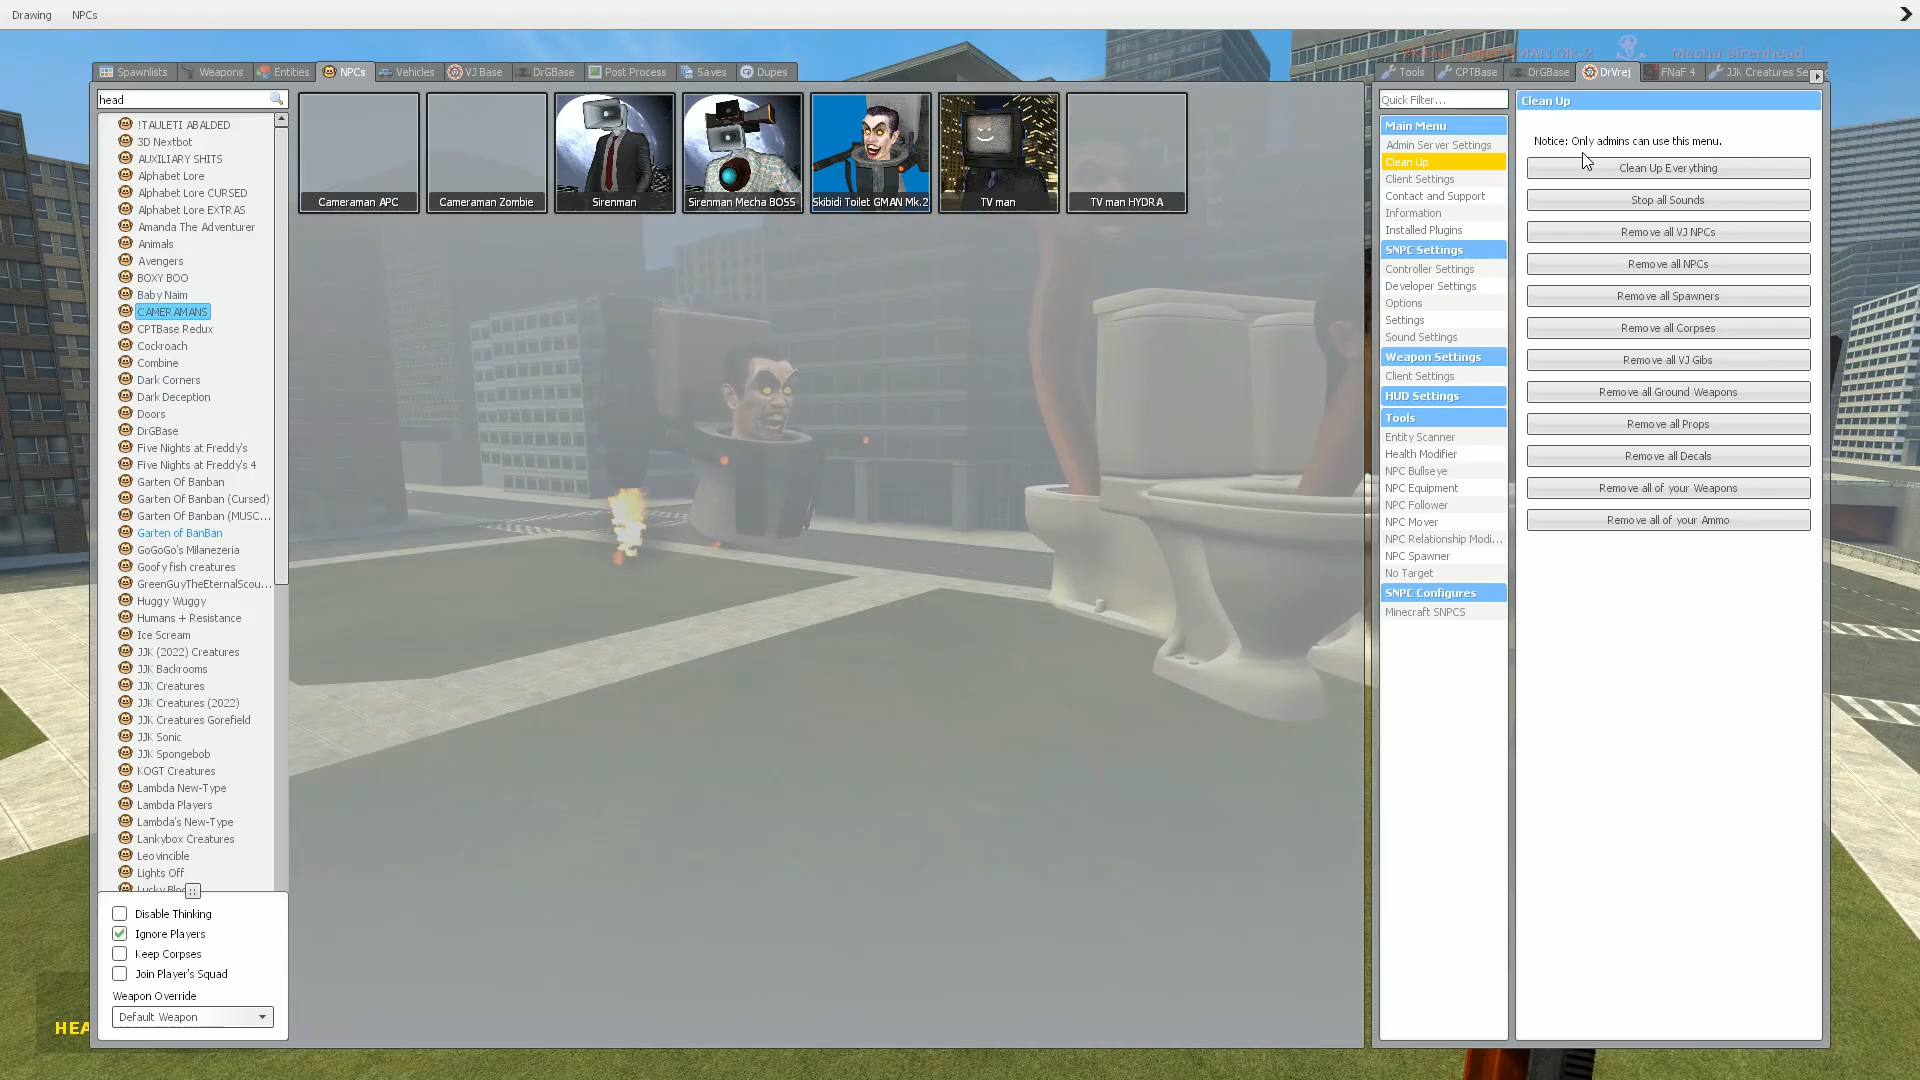 Drawing NPCs
Skibidi Toilet GMAN Mk.2 Mecha Sirenhead
Spawnlists Weapons Entities NPCs Vehicles VJ Base DrGBase Post Process Saves Dupes
Tools CPTBase DrGBase DrVrej FNaF 4 JJK Creatures Se
head
!TAULETI ABALDED
3D Nextbot
AUXILIARY SHITS
Alphabet Lore
Alphabet Lore CURSED
Alphabet Lore EXTRAS
Amanda The Adventurer
Animals
Avengers
BOXY BOO
Baby Naim
CAMERAMANS
CPTBase Redux
Cockroach
Combine
Dark Corners
Dark Deception
Doors
DrGBase
Five Nights at Freddy's
Five Nights at Freddy's 4
Garten Of Banban
Garten Of Banban (Cursed)
Garten Of Banban (MUSC...
Garten of BanBan
GoGoGo's Milanezeria
Goofy fish creatures
GreenGuyTheEternalScou...
Huggy Wuggy
Humans + Resistance
Ice Scream
JJK (2022) Creatures
JJK Backrooms
JJK Creatures
JJK Creatures (2022)
JJK Creatures Gorefield
JJK Sonic
JJK Spongebob
KOGT Creatures
Lambda New-Type
Lambda Players
Lambda's New-Type
Lankybox Creatures
Leovincible
Lights Off
Disable Thinking
Ignore Players
Keep Corpses
Join Player's Squad
Weapon Override
Default Weapon
HEA
Cameraman APC
Cameraman Zombie
Sirenman
Sirenman Mecha BOSS
Skibidi Toilet GMAN Mk.2
TV man
TV man HYDRA
Quick Filter...
Main Menu
Admin Server Settings
Clean Up
Client Settings
Contact and Support
Information
Installed Plugins
SNPC Settings
Controller Settings
Developer Settings
Options
Settings
Sound Settings
Weapon Settings
Client Settings
HUD Settings
Tools
Entity Scanner
Health Modifier
NPC Bullseye
NPC Equipment
NPC Follower
NPC Mover
NPC Relationship Modi...
NPC Spawner
No Target
SNPC Configures
Minecraft SNPCS
Clean Up
Notice: Only admins can use this menu.
Clean Up Everything
Stop all Sounds
Remove all VJ NPCs
Remove all NPCs
Remove all Spawners
Remove all Corpses
Remove all VJ Gibs
Remove all Ground Weapons
Remove all Props
Remove all Decals
Remove all of your Weapons
Remove all of your Ammo